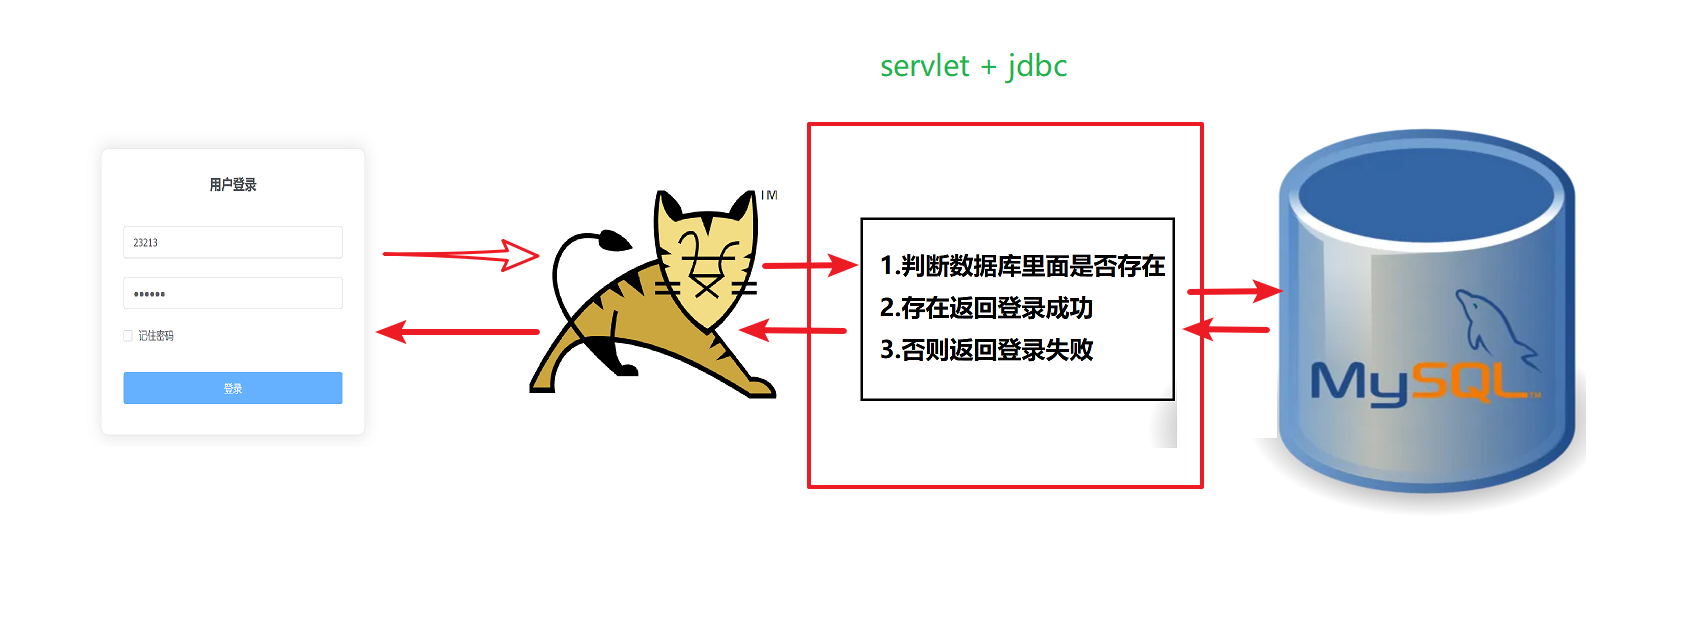 servlet + jdbc
用户登录
23213
••••••
记住密码
登录
TM
1.判断数据库里面是否存在
2.存在返回登录成功
3.否则返回登录失败
MySQL™